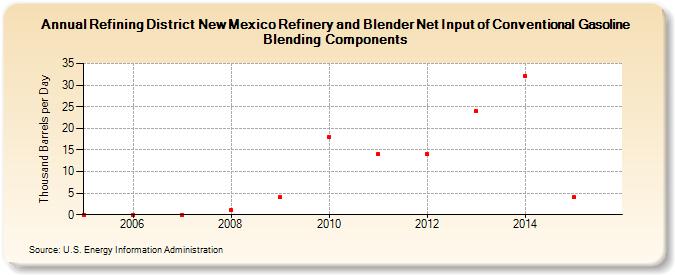 Annual Refining District New Mexico Refinery and Blender Net Input of Conventional Gasoline
Blending Components
Thousand Barrels per Day
35
30
25
20
15
10
5
0
2006 2008 2010 2012 2014
Source: U.S. Energy Information Administration